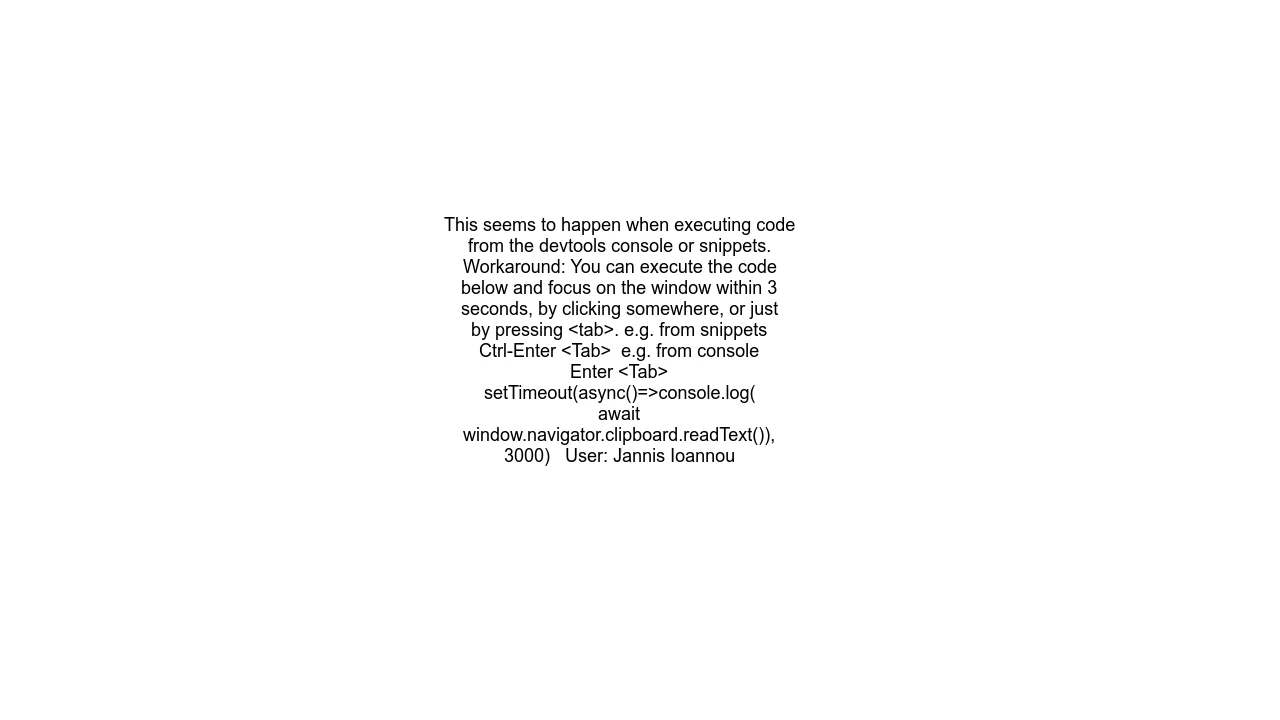 This seems to happen when executing code
from the devtools console or snippets.
Workaround: You can execute the code
below and focus on the window within 3
seconds, by clicking somewhere, or just
by pressing <tab>. e.g. from snippets
Ctrl-Enter <Tab>  e.g. from console
Enter <Tab>
setTimeout(async()=>console.log(
await
window.navigator.clipboard.readText()),
3000)   User: Jannis Ioannou